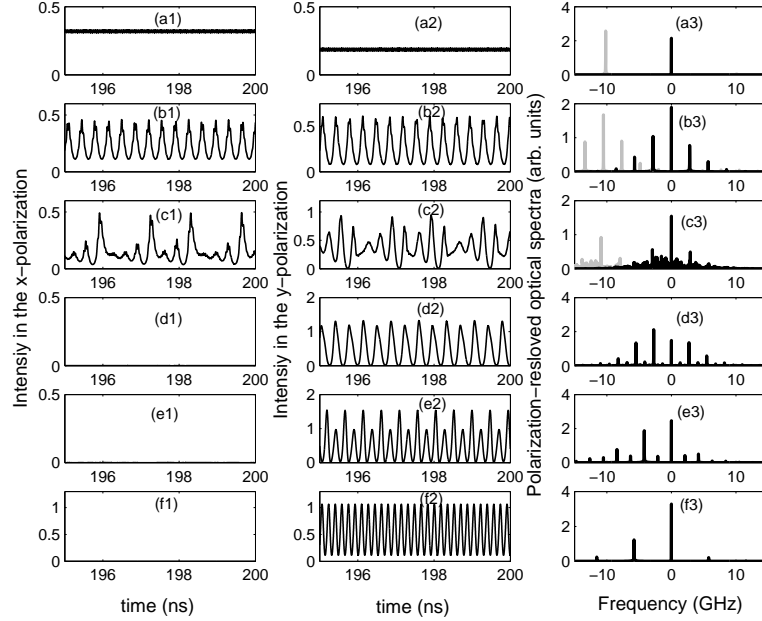 0.5 (a1) 0.5 (a2) 4 (a3)
2
0 0 0
196 198 200 196 198 200 −10 0 10
0.5 (b1) 0.5 (b2) 2 (b3)
1
0 0 0
196 198 200 196 198 200 −10 0 10
0.5 (c1) 1 (c2) 2 (c3)
0.5 1
0 0 0
196 198 200 196 198 200 −10 0 10
0.5 (d1) 2 (d2) 4 (d3)
1 2
0 0 0
196 198 200 196 198 200 −10 0 10
0.5 (e1) 2 (e2) 4 (e3)
1 2
0 0 0
196 198 200 196 198 200 −10 0 10
1 (f1) 1 (f2) 4 (f3)
0.5 0.5 2
0 0 0
196 198 200 196 198 200 −10 0 10
time (ns) time (ns) Frequency (GHz)
Intensiy in the x−polarization
Intensiy in the y−polarization
Polarization−resloved optical spectra (arb. units)